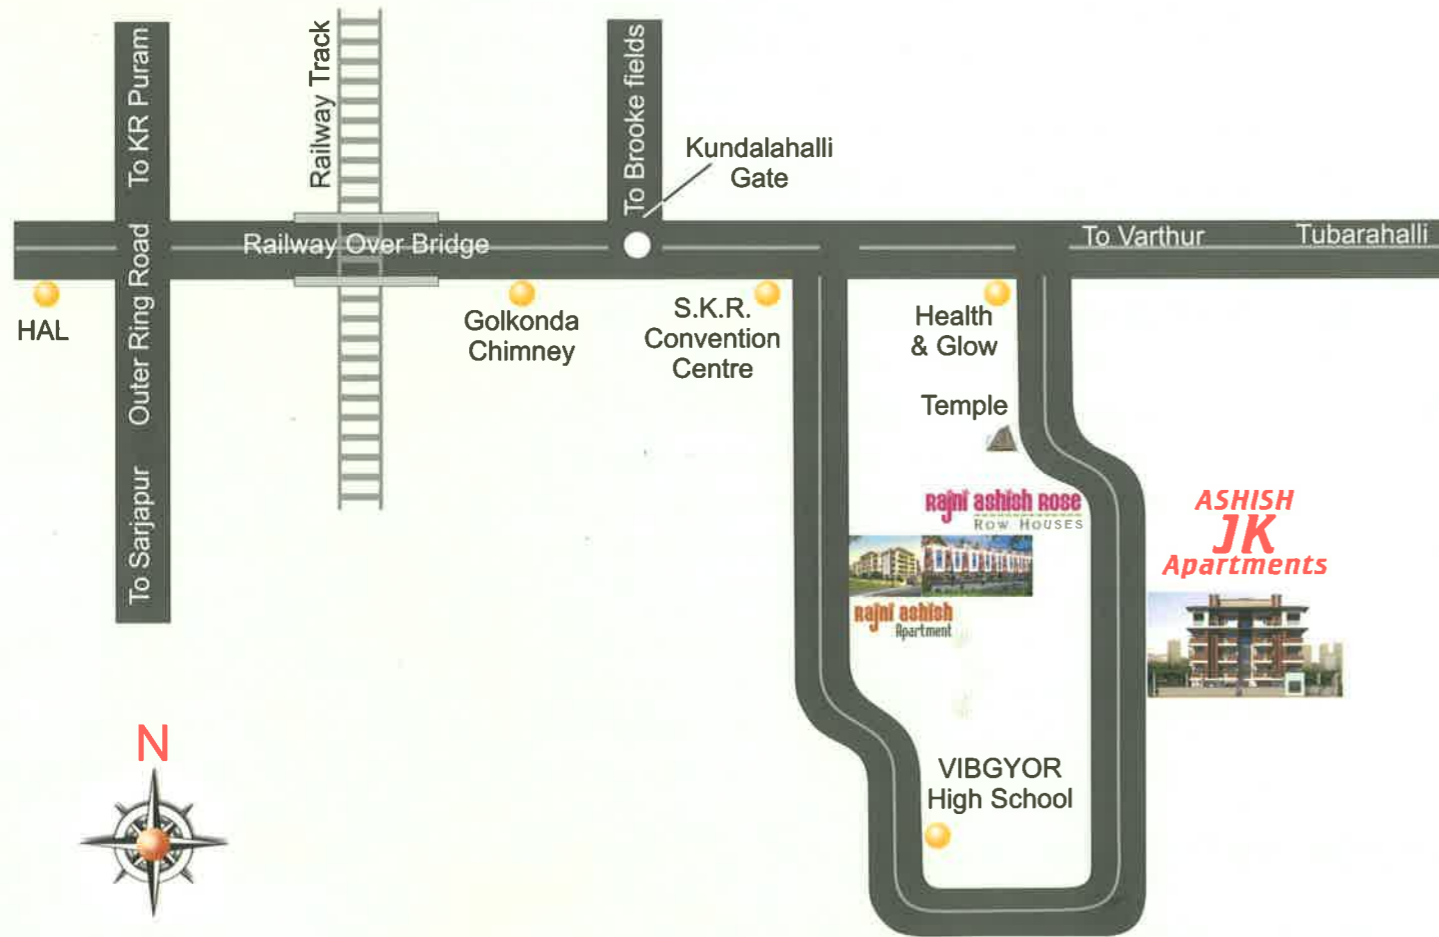 To KR Puram
Railway Track
To Brooke fields
Kundalahalli
Gate
Outer Ring Road
Railway Over Bridge
To Varthur
Tubarahalli
HAL
Golkonda
Chimney
S.K.R.
Convention
Centre
Health
& Glow
Temple
To Sarjapur
Rajni ashish Rose
Row Houses
ASHISH
JK
Apartments
Rajni ashish
Apartment
N
VIBGYOR
High School